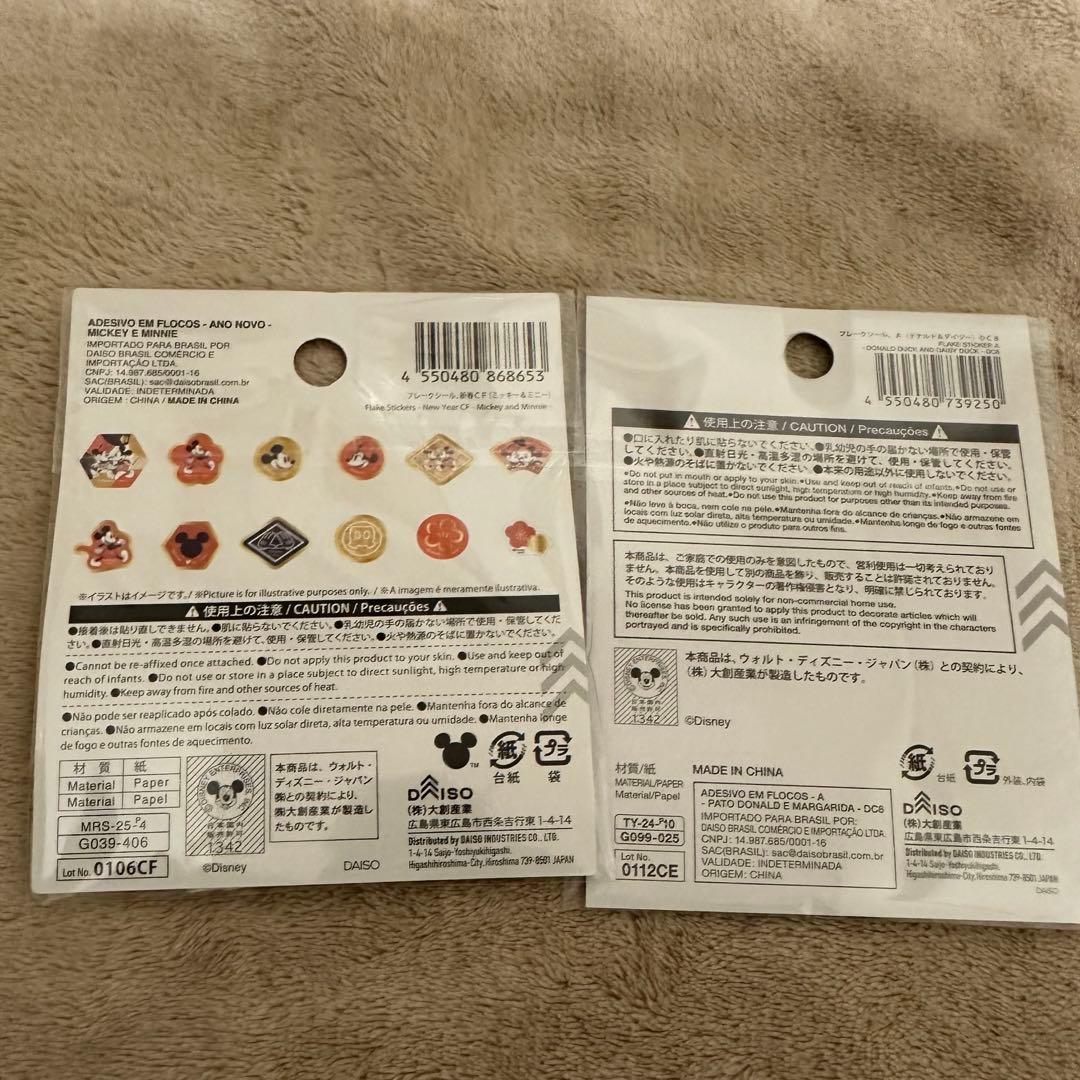 ADESIVO EM FLOCOS - ANO NOVO -
MICKEY E MINNIE
IMPORTADO PARA BRASIL POR:
DAISO BRASIL COMÉRCIO E
IMPORTAÇÃO LTDA.
CNPJ: 14.987.685/0001-16
SAC(BRASIL): sac@daisobrasil.com.br
VALIDADE: INDETERMINADA
ORIGEM : CHINA / MADE IN CHINA
4 550480 868653
フレークシール、新春CF(ミッキー&ミニー)
Flake Stickers - New Year CF - Mickey and Minnie -
※イラストはイメージです。/ ※Picture is for illustrative purposes only. / ※A imagem é meramente illustrativa.
使用上の注意 / CAUTION / Precauções
●接着後は貼り直しできません。●肌に貼らないでください。●乳幼児の手の届かない場所で使用・保管してくだ
さい。●直射日光・高温多湿の場所を避けて、使用・保管してください。●火や熱源のそばに置かないでください。
●Cannot be re-affixed once attached. ●Do not apply this product to your skin. ●Use and keep out of
reach of infants. ●Do not use or store in a place subject to direct sunlight, high temperature or high
humidity. ●Keep away from fire and other sources of heat.
●Não pode ser reaplicado após colado. ●Não cole diretamente na pele. ●Mantenha fora do alcance de
crianças. ●Não armazene em locais com luz solar direta, alta temperatura ou umidade. ●Mantenha longe
de fogo e outras fontes de aquecimento.
材 質 紙
Material Paper
Material Papel
MRS-25-P4
G039-406
Lot No. 0106CF
DISNEY ENTERPRISES, INC.
日本国内
販売許可
1342
本商品は、ウォルト・
ディズニー・ジャパン
㈱との契約により、
㈱大創産業が製造し
たものです。
©Disney
DAISO
TM
紙
台紙
プラ
袋
DAISO
(株)大創産業
広島県東広島市西条吉行東1-4-14
Distributed by DAISO INDUSTRIES CO., LTD.
1-4-14 Saijo-Yoshiyukihigashi,
Higashihiroshima-City, Hiroshima 739-8501 JAPAN
フレークシール、A(ドナルド&デイジー)DC8
FLAKE STICKER A
- DONALD DUCK AND DAISY DUCK - DC8
4 550480 739250
使用上の注意 / CAUTION / Precauções
●口に入れたり肌に貼らないでください。●乳幼児の手の届かない場所で使用・保管
してください。●直射日光・高温多湿の場所を避けて、使用・保管してください。
●火や熱源のそばに置かないでください。●本来の用途以外に使用しないでください。
●Do not put in mouth or apply to your skin.●Use and keep out of reach of infants.●Do not use or
store in a place subject to direct sunlight, high temperature or high humidity.●Keep away from fire
and other sources of heat.●Do not use this product for purposes other than its intended purposes.
●Não leve à boca, nem cole na pele.●Mantenha fora do alcance de crianças.●Não armazene em
locais com luz solar direta, alta temperatura ou umidade.●Mantenha longe de fogo e outras fontes
de aquecimento.●Não utilize o produto para outros fins.
本商品は、ご家庭での使用のみを意図したもので、営利使用は一切考えられており
ません。本商品を使用して別の商品を飾り、販売することは許諾されておりません。
そのような使用はキャラクターの著作権侵害となり、明確に禁じられております。
This product is intended solely for non-commercial home use.
No license has been granted to apply this product to decorate articles which will
thereafter be sold. Any such use is an infringement of the copyright in the characters
portrayed and is specifically prohibited.
日本国内
販売許可
1342
本商品は、ウォルト・ディズニー・ジャパン(株)との契約により、
(株)大創産業が製造したものです。
©Disney
材質/紙
MATERIAL/PAPER
Material/Papel
MADE IN CHINA
紙
台紙
プラ
外装、内袋
TY-24-P10
G099-025
Lot No.
0112CE
ADESIVO EM FLOCOS - A
- PATO DONALD E MARGARIDA - DC8
IMPORTADO PARA BRASIL POR:
DAISO BRASIL COMÉRCIO E IMPORTAÇÃO LTDA.
CNPJ: 14.987.685/0001-16
SAC(BRASIL): sac@daisobrasil.com.br
VALIDADE: INDETERMINADA
ORIGEM: CHINA
DAISO
(株)大創産業
広島県東広島市西条吉行東1-4-14
Distributed by DAISO INDUSTRIES CO., LTD.
1-4-14 Saijo-Yoshiyukihigashi,
Higashihiroshima-City, Hiroshima 739-8501 JAPAN
DAISO